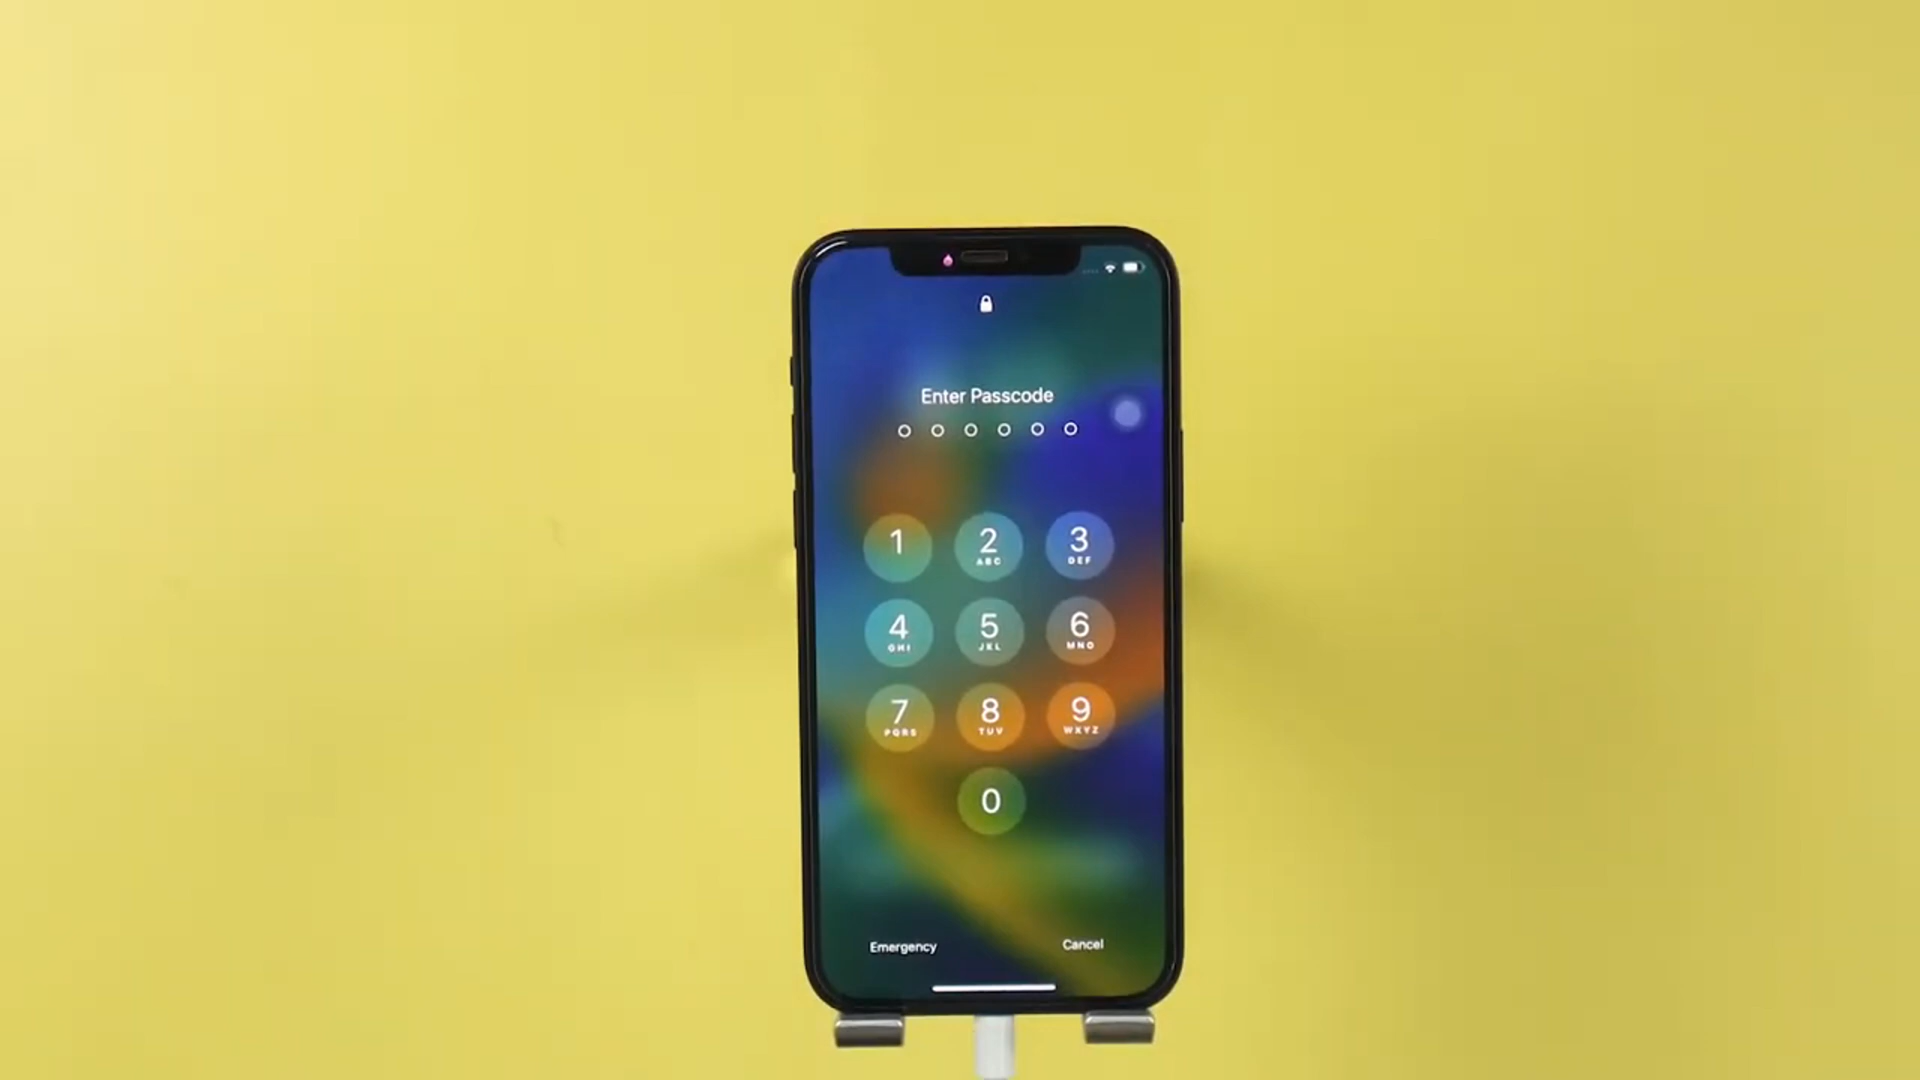 Enter Passcode
1 2 3
ABC DEF
4 5 6
GHI JKL MNO
7 8 9
PQRS TUV WXYZ
0
Emergency Cancel